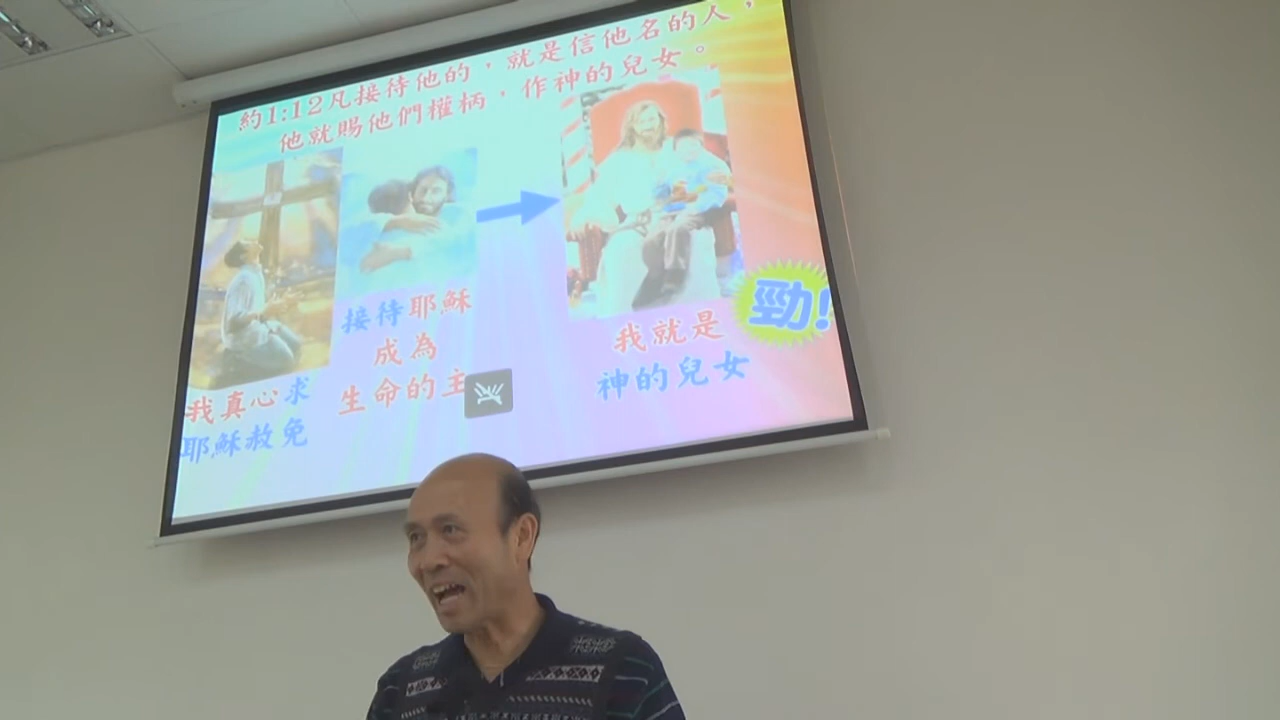 約1:12凡接待他的，就是信他名的人，
他就賜他們權柄，作神的兒女。
我真心求
耶穌赦免
接待耶穌
成為
生命的主
我就是
神的兒女
勁!